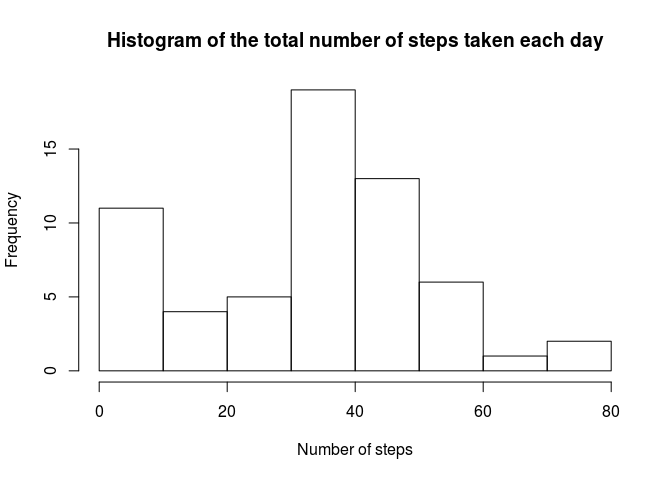 Histogram of the total number of steps taken each day
Frequency
15
10
5
0
0 20 40 60 80
Number of steps